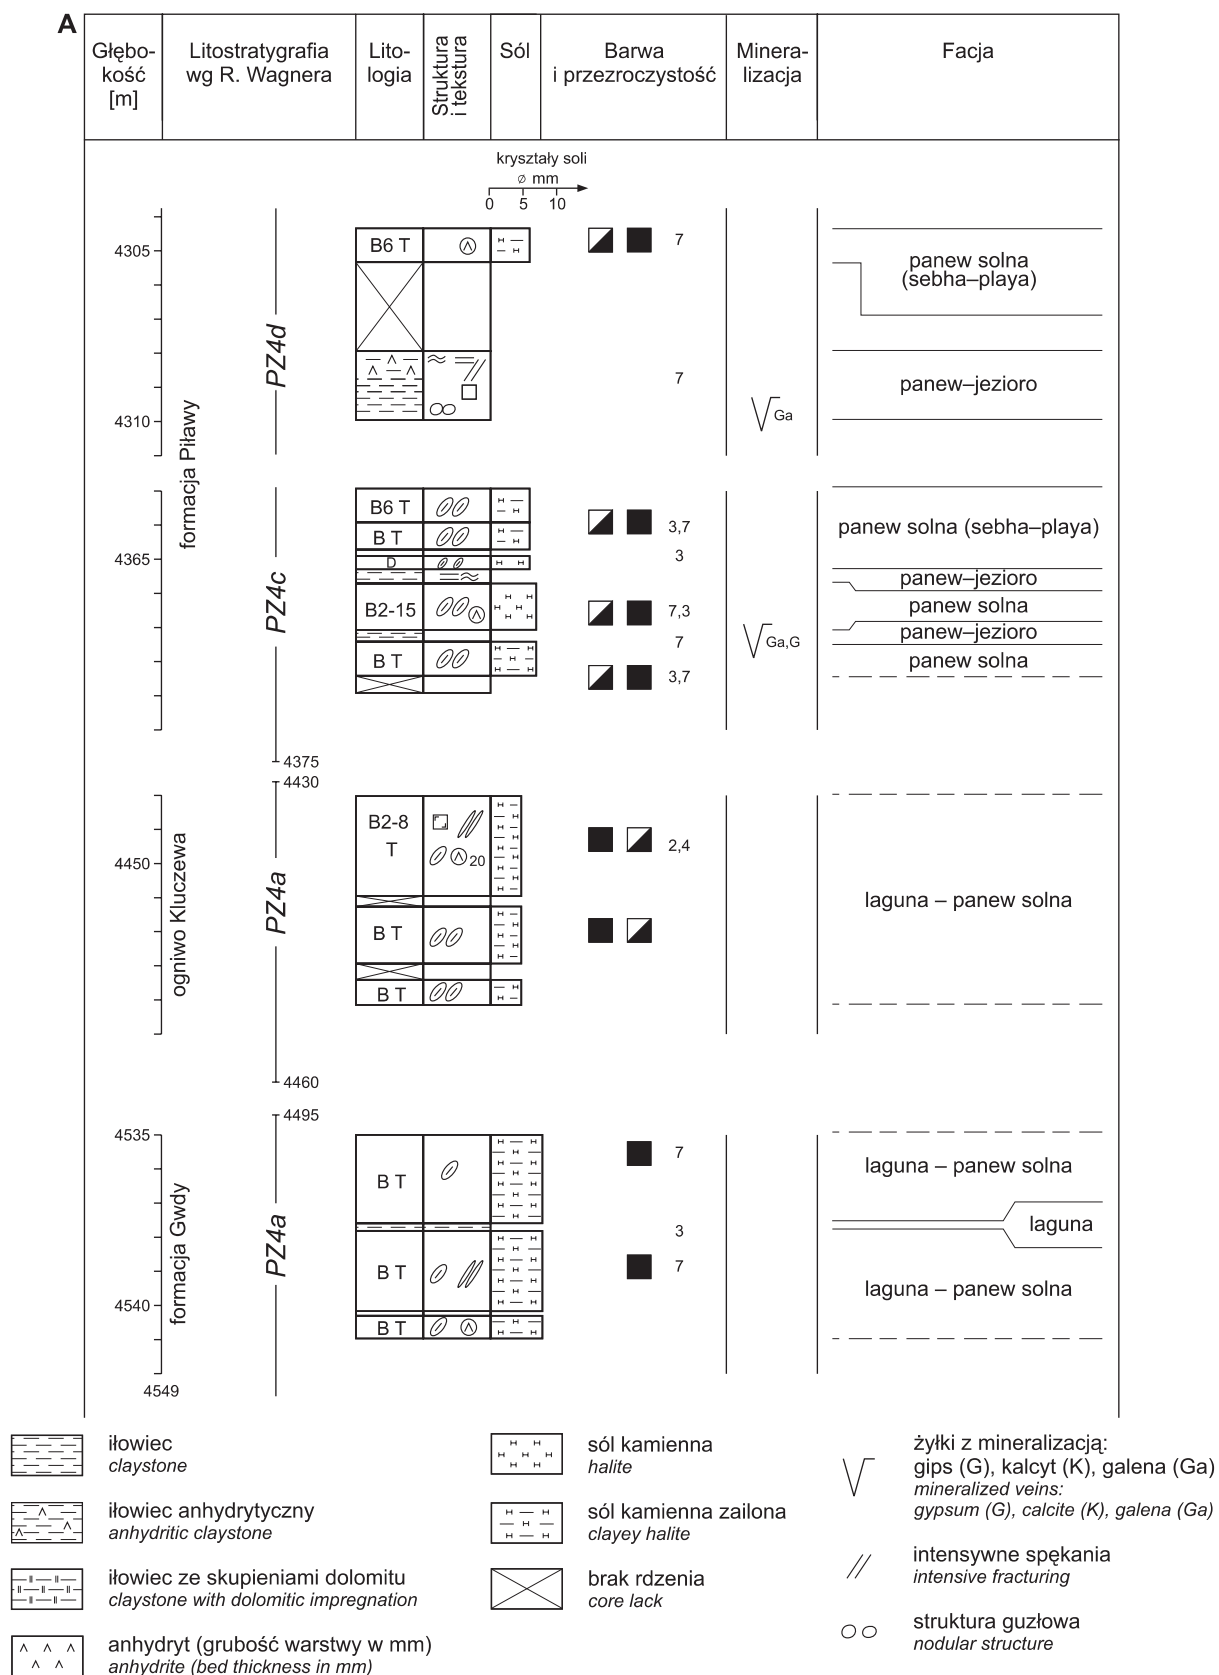 A
Głębo-
kość
[m]
Litostratygrafia
wg R. Wagnera
Lito-
logia
Struktura
i tekstura
Sól
Barwa
i przezroczystość
Minera-
lizacja
Facja
kryształy soli
ø mm
0 5 10
4305
B6 T
7
panew solna
(sebha–playa)
PZ4d
7
panew–jezioro
Ga
4310
formacja Piławy
B6 T
3,7
panew solna (sebha–playa)
B T
4365
D
3
panew–jezioro
PZ4c
B2-15
7,3
panew solna
7
panew–jezioro
Ga,G
B T
3,7
panew solna
4375
4430
B2-8
T
20
2,4
4450
ogniwo Kluczewa
PZ4a
laguna – panew solna
B T
B T
4460
4495
4535
7
laguna – panew solna
B T
formacja Gwdy
PZ4a
3
laguna
B T
7
laguna – panew solna
4540
B T
4549
iłowiec
claystone
iłowiec anhydrytyczny
anhydritic claystone
iłowiec ze skupieniami dolomitu
claystone with dolomitic impregnation
anhydryt (grubość warstwy w mm)
anhydrite (bed thickness in mm)
sól kamienna
halite
sól kamienna zailona
clayey halite
brak rdzenia
core lack
żyłki z mineralizacją:
gips (G), kalcyt (K), galena (Ga)
mineralized veins:
gypsum (G), calcite (K), galena (Ga)
intensywne spękania
intensive fracturing
struktura guzłowa
nodular structure